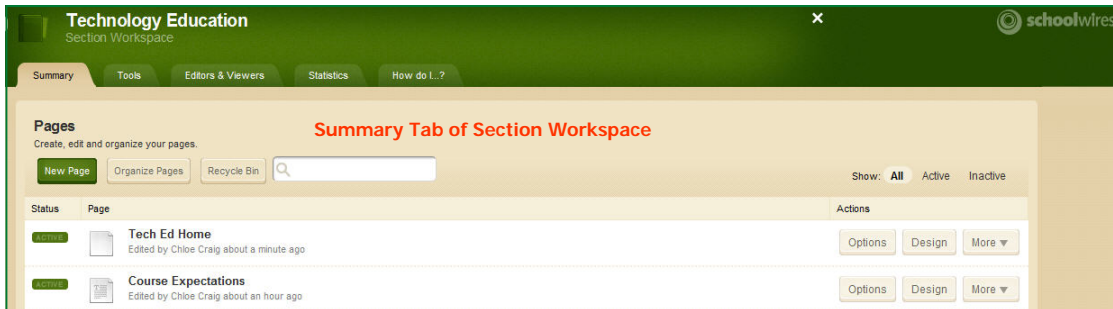 Technology Education
Section Workspace
schoolwires
Summary Tools Editors & Viewers Statistics How do I...?
Pages
Summary Tab of Section Workspace
Create, edit and organize your pages.
New Page Organize Pages Recycle Bin
Show: All Active Inactive
Status Page Actions
ACTIVE Tech Ed Home
Edited by Chloe Craig about a minute ago
Options Design More
ACTIVE Course Expectations
Edited by Chloe Craig about an hour ago
Options Design More